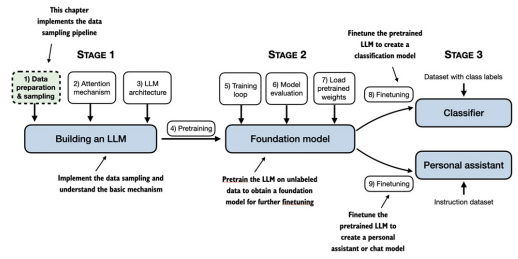 This chapter
implements the data
sampling pipeline
STAGE 1
1) Data
preparation
& sampling
2) Attention
mechanism
3) LLM
architecture
Building an LLM
Implement the data sampling and
understand the basic mechanism
4) Pretraining
STAGE 2
5) Training
loop
6) Model
evaluation
7) Load
pretrained
weights
Foundation model
Pretrain the LLM on unlabeled
data to obtain a foundation
model for further finetuning
Finetune the pretrained
LLM to create a
classification model
STAGE 3
Dataset with class labels
8) Finetuning
Classifier
Personal assistant
9) Finetuning
Instruction dataset
Finetune the
pretrained LLM to
create a personal
assistant or chat model